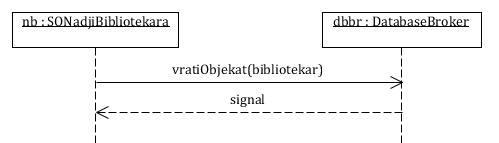 nb : SONadjiBibliotekara
dbbr : DatabaseBroker
vratiObjekat(bibliotekar)
signal